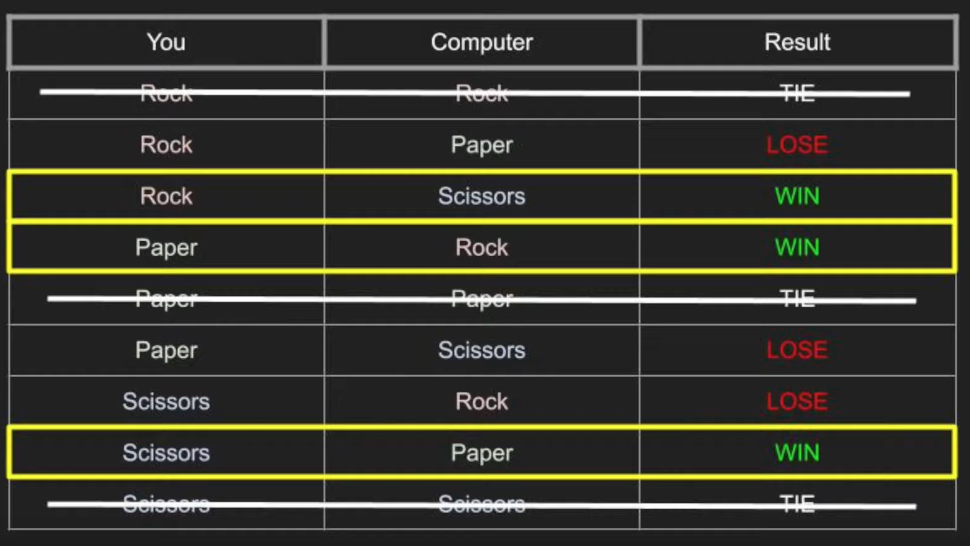 You Computer Result
Rock Rock TIE
Rock Paper LOSE
Rock Scissors WIN
Paper Rock WIN
Paper Paper TIE
Paper Scissors LOSE
Scissors Rock LOSE
Scissors Paper WIN
Scissors Scissors TIE